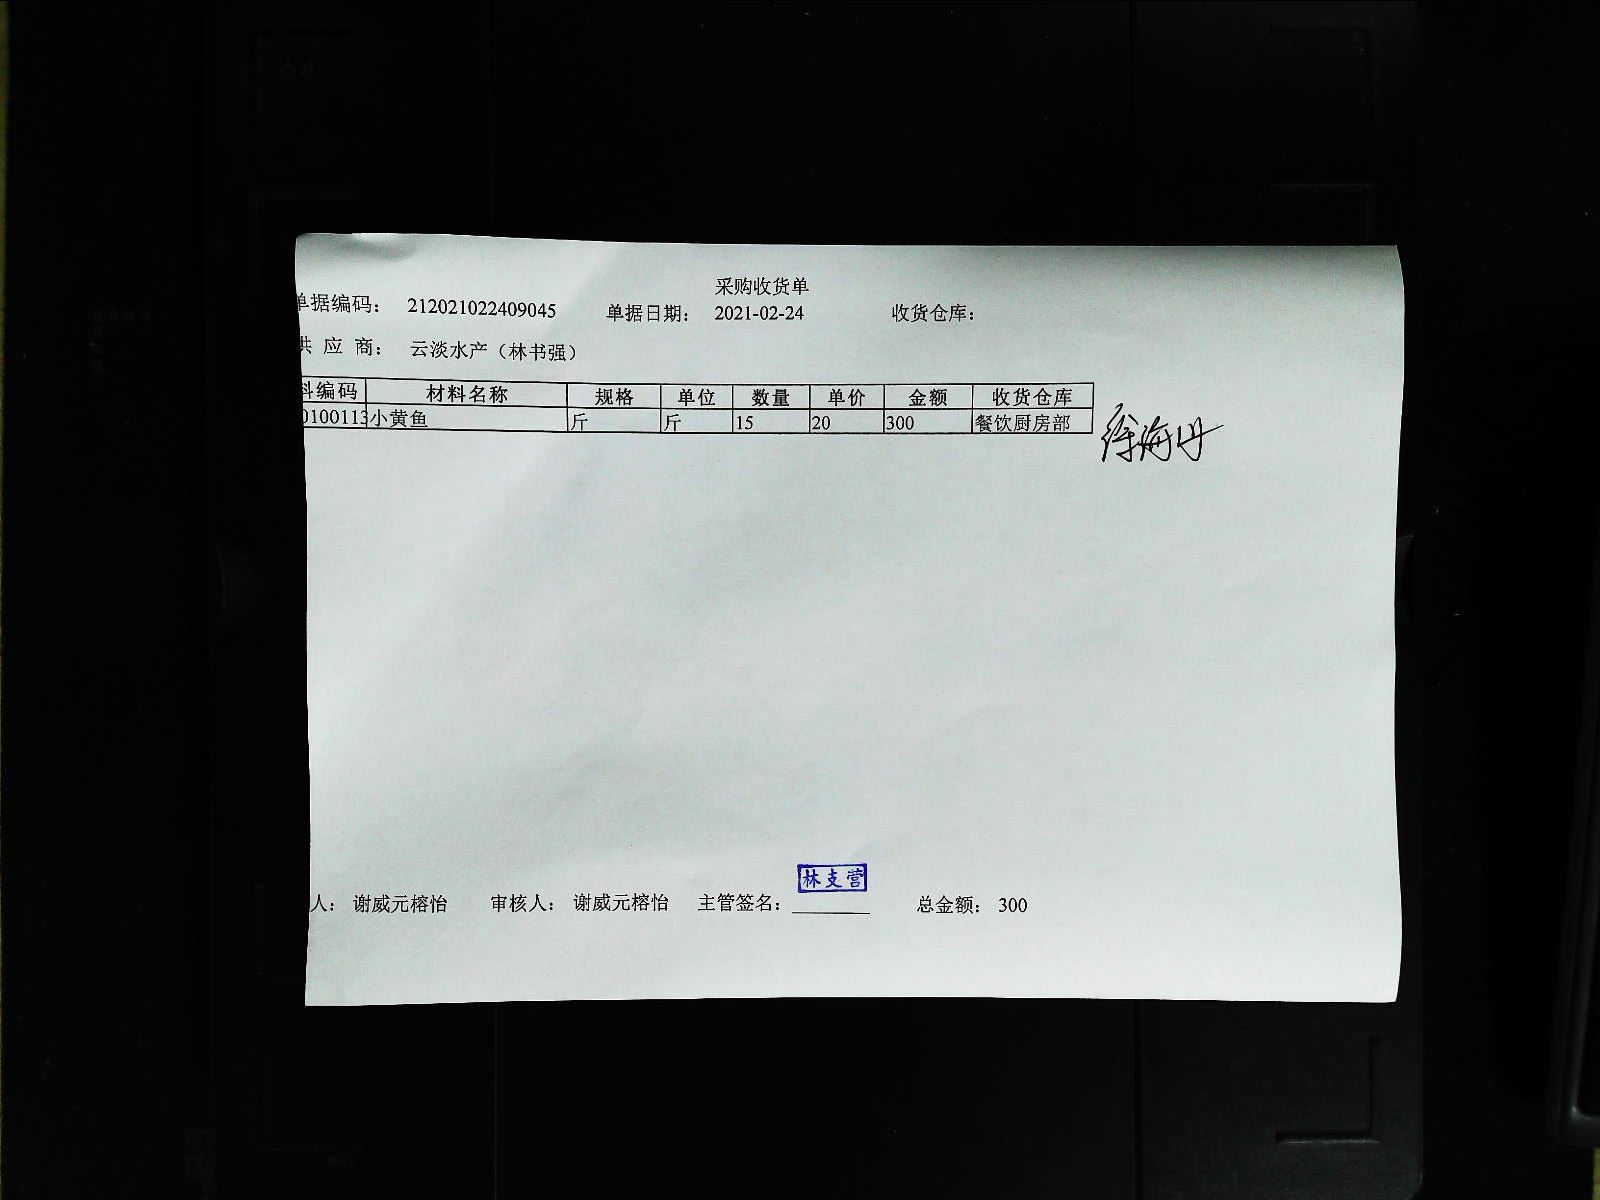 采购收货单
单据编码： 212021022409045 单据日期： 2021-02-24 收货仓库：
供 应 商： 云淡水产（林书强）
料编码 材料名称 规格 单位 数量 单价 金额 收货仓库
0100113 小黄鱼 斤 斤 15 20 300 餐饮厨房部
徐海丹
林支营
人： 谢威元榕怡 审核人： 谢威元榕怡 主管签名： 总金额： 300